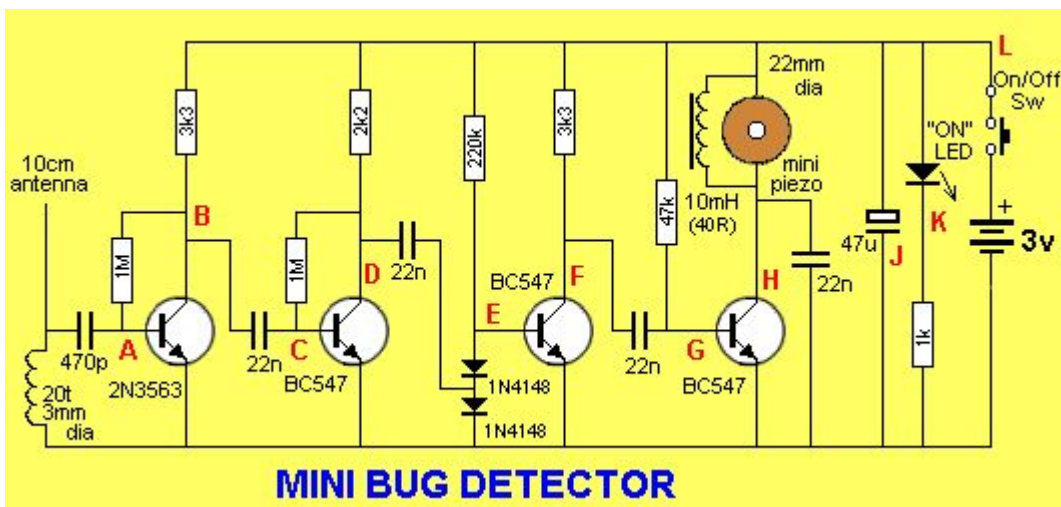 L
22mm
dia
On/Off
Sw
3k3
2k2
220k
3k3
"ON"
LED
10cm
antenna
mini
piezo
B
47k
10mH
(40R)
K
+
3v
1M
1M
D
22n
BC547
F
H
47u
J
22n
E
A
470p
22n
C
22n
G
1k
2N3563
BC547
1N4148
BC547
20t
3mm
dia
1N4148
MINI BUG DETECTOR